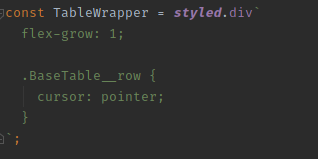 const TableWrapper = styled.div`
  flex-grow: 1;

  .BaseTable__row {
    cursor: pointer;
  }
`;